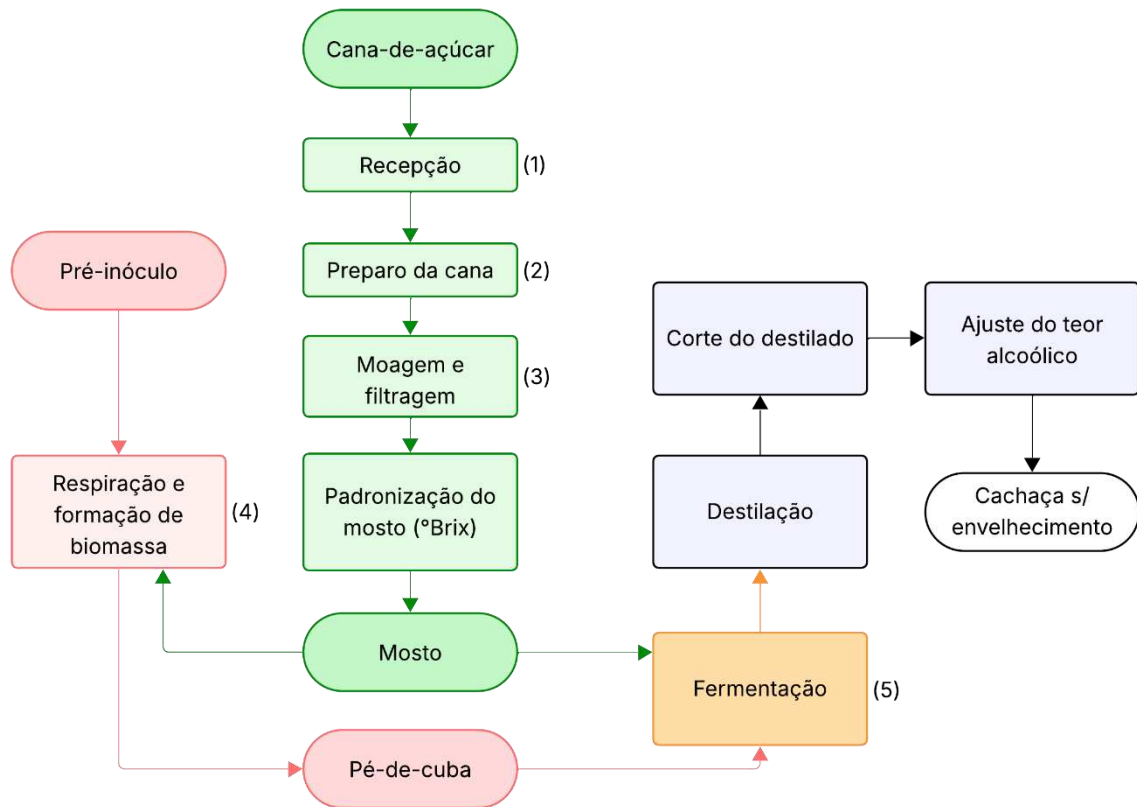 Cana-de-açúcar
Recepção
(1)
Pré-inóculo
Preparo da cana
(2)
Moagem e
filtragem
(3)
Respiração e
formação de
biomassa
(4)
Padronização do
mosto (°Brix)
Mosto
Pé-de-cuba
Fermentação
(5)
Destilação
Corte do destilado
Ajuste do teor
alcoólico
Cachaça s/
envelhecimento